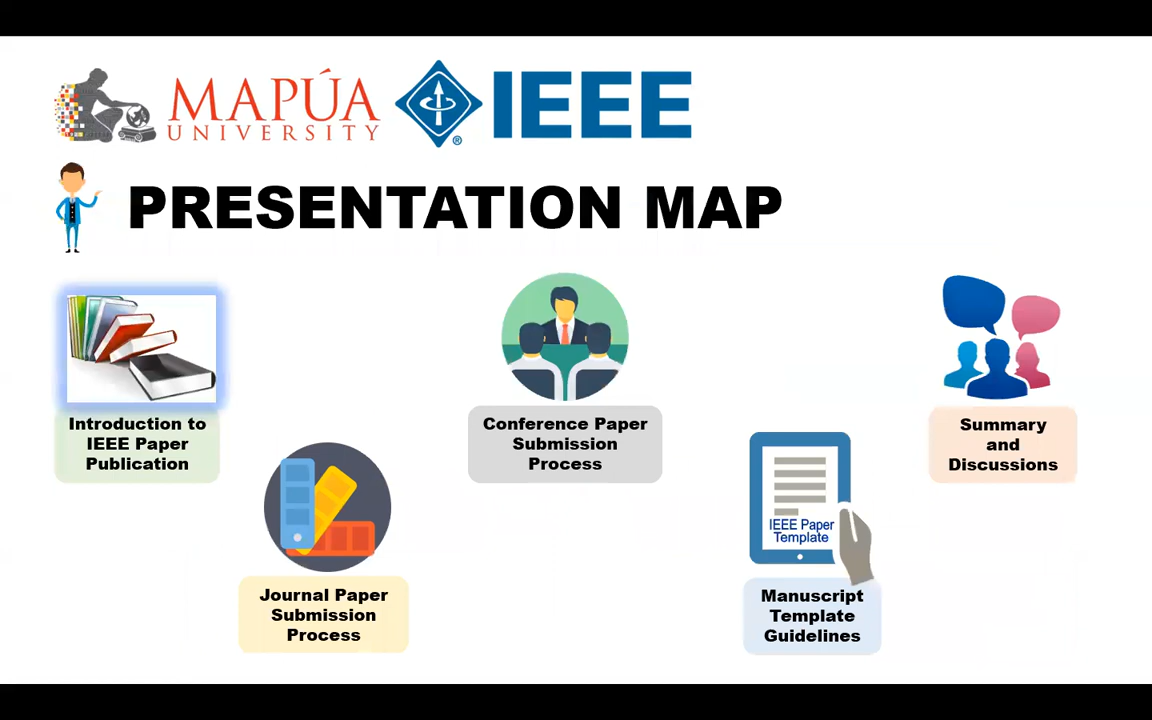 MAPÚA
UNIVERSITY
IEEE
®
PRESENTATION MAP
Introduction to
IEEE Paper
Publication
Journal Paper
Submission
Process
Conference Paper
Submission
Process
IEEE Paper
Template
Manuscript
Template
Guidelines
Summary
and
Discussions